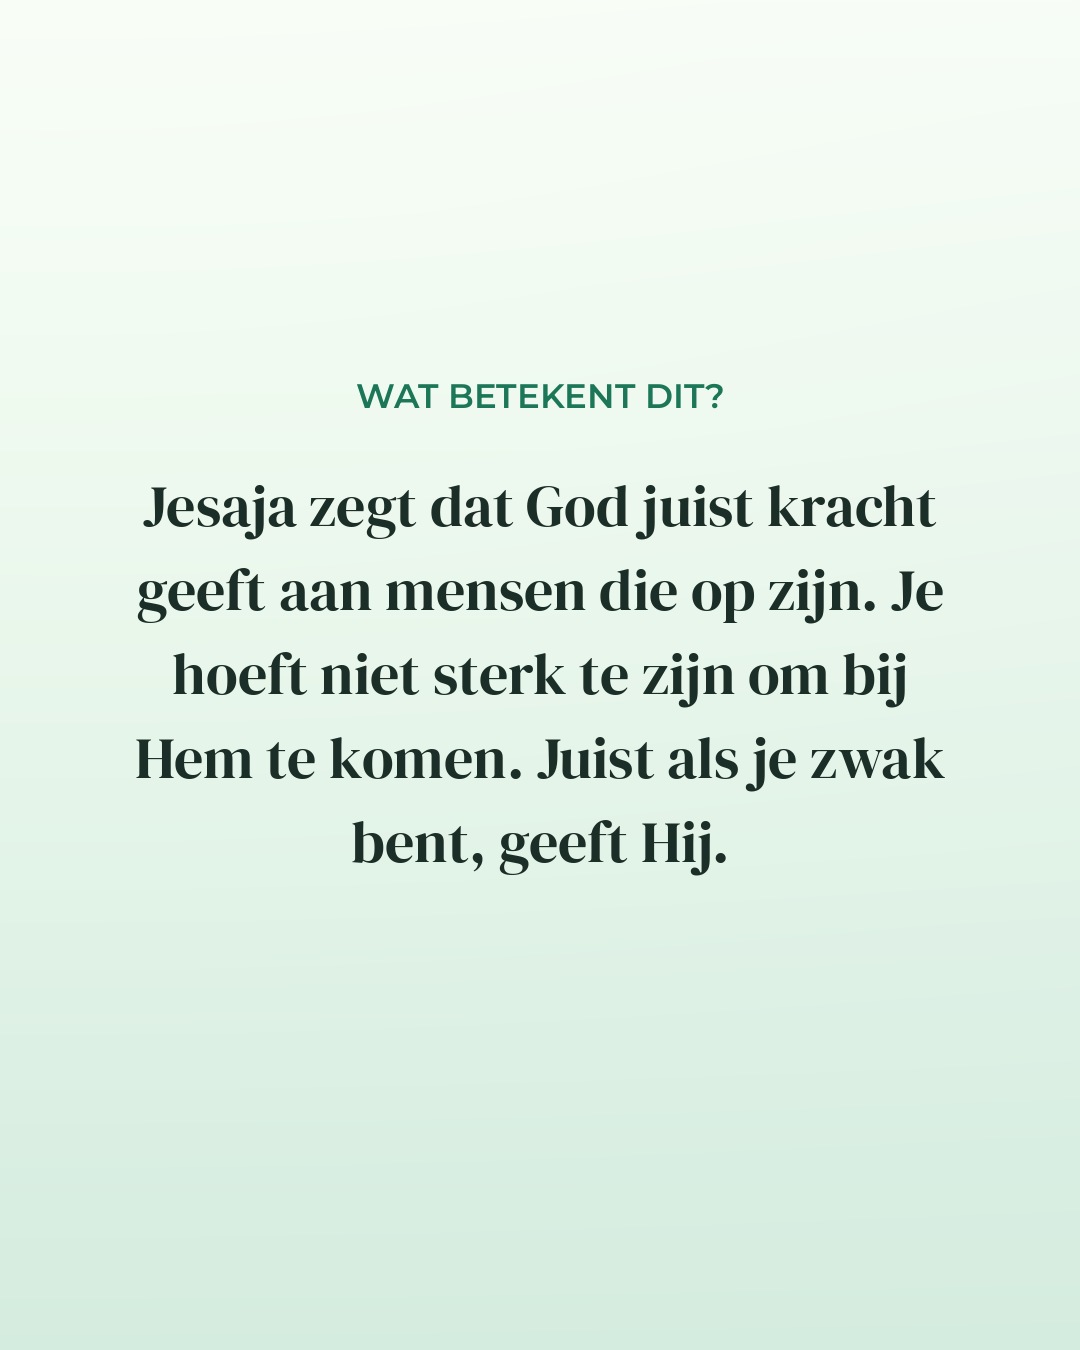 WAT BETEKENT DIT?
Jesaja zegt dat God juist kracht
geeft aan mensen die op zijn. Je
hoeft niet sterk te zijn om bij
Hem te komen. Juist als je zwak
bent, geeft Hij.